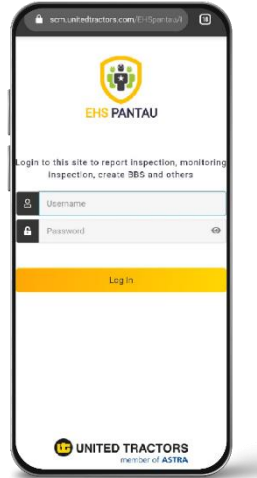 scm.unitedtractors.com/EHSpantau/l
18
EHS PANTAU
Login to this site to report inspection, monitoring
inspection, create BBS and others
Username
Password
Log In
UNITED TRACTORS
member of ASTRA